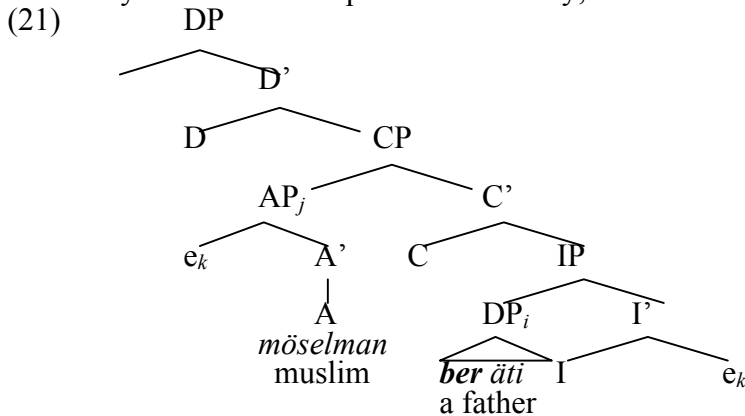 (21) DP
D’
D CP
APj C’
ek A’ C IP
A DPi I’
möselman
muslim ber äti I ek
a father